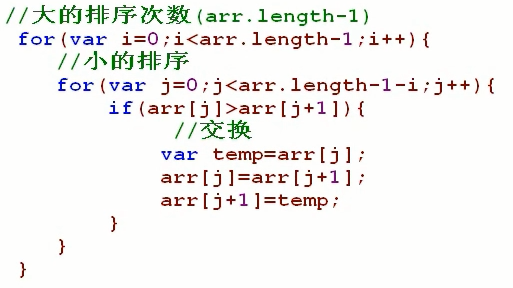 //大的排序次数(arr.length-1)
for(var i=0;i<arr.length-1;i++){
//小的排序
for(var j=0;j<arr.length-1-i;j++){
if(arr[j]>arr[j+1]){
//交换
var temp=arr[j];
arr[j]=arr[j+1];
arr[j+1]=temp;
}
}
}